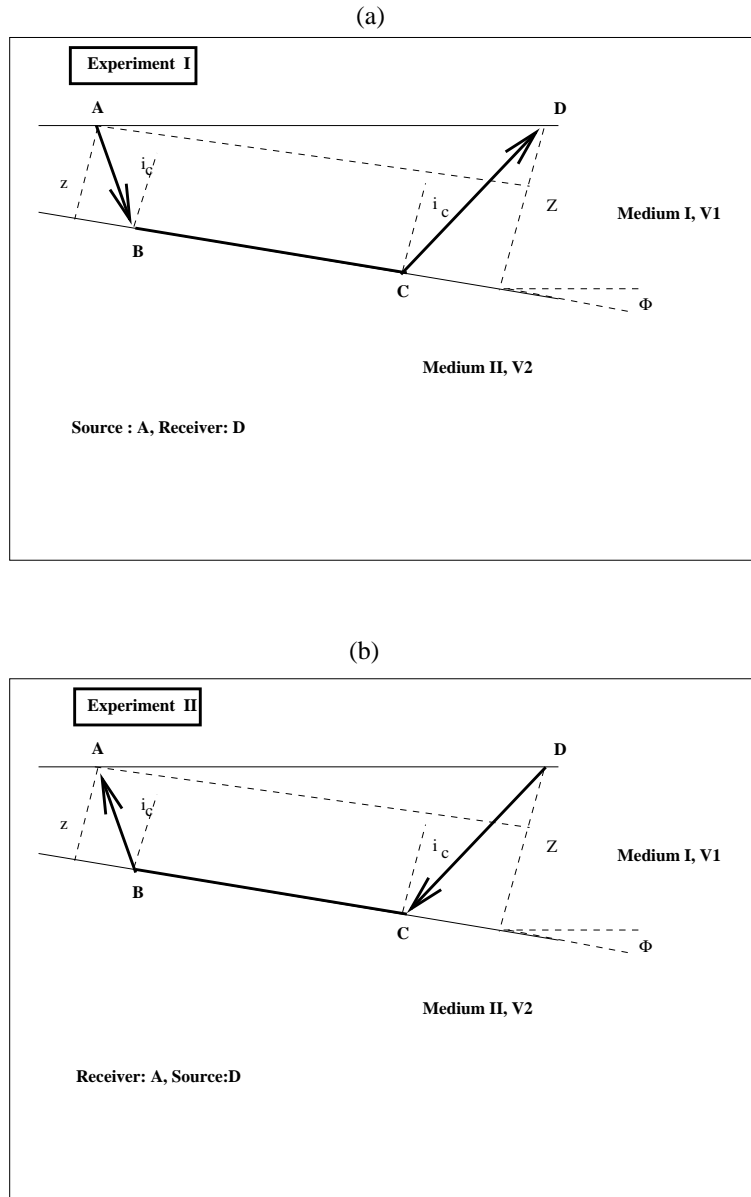 (a)
Experiment I
A
D
z
i_c
i_c
Z
Medium I, V1
B
C
Φ
Medium II, V2
Source : A, Receiver: D
(b)
Experiment II
A
D
z
i_c
i_c
Z
Medium I, V1
B
C
Φ
Medium II, V2
Receiver: A, Source:D